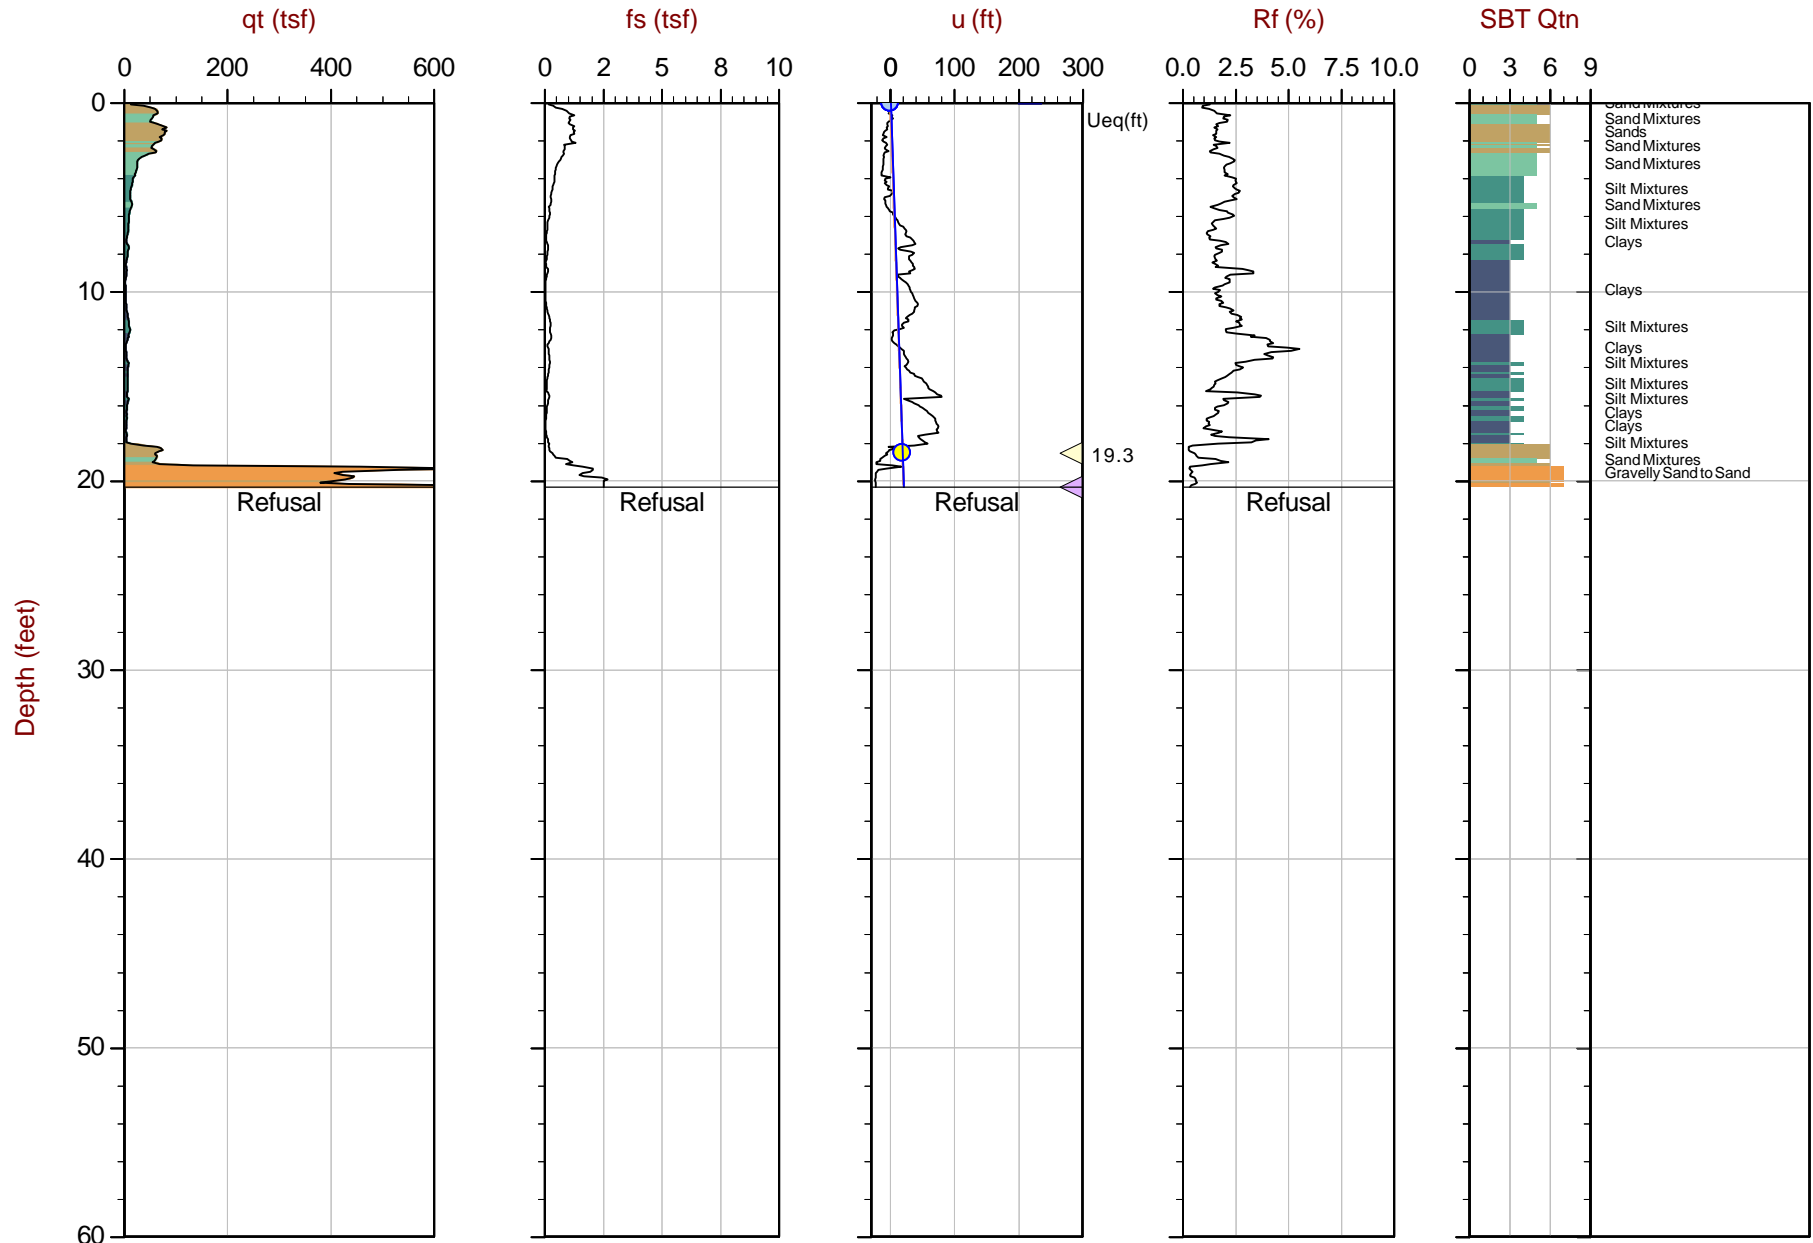 qt (tsf) fs (tsf) u (ft) Rf (%) SBT Qtn
0 200 400 600 0 2 5 8 10 0 100 200 300 0.0 2.5 5.0 7.5 10.0 0 3 6 9
0
Sand Mixtures
Ueq(ft)
Sand Mixtures
Sands
Sand Mixtures
Sand Mixtures
Silt Mixtures
Sand Mixtures
Silt Mixtures
Clays
10
Clays
Silt Mixtures
Clays
Silt Mixtures
Silt Mixtures
Silt Mixtures
Clays
Clays
Silt Mixtures
19.3
Sand Mixtures
Gravelly Sand to Sand
20
Refusal Refusal Refusal Refusal
30
Depth (feet)
40
50
60